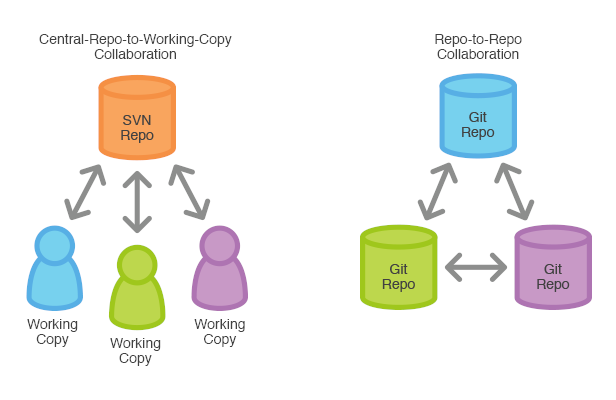 Central-Repo-to-Working-Copy
Collaboration
SVN
Repo
Working
Copy
Working
Copy
Working
Copy
Repo-to-Repo
Collaboration
Git
Repo
Git
Repo
Git
Repo